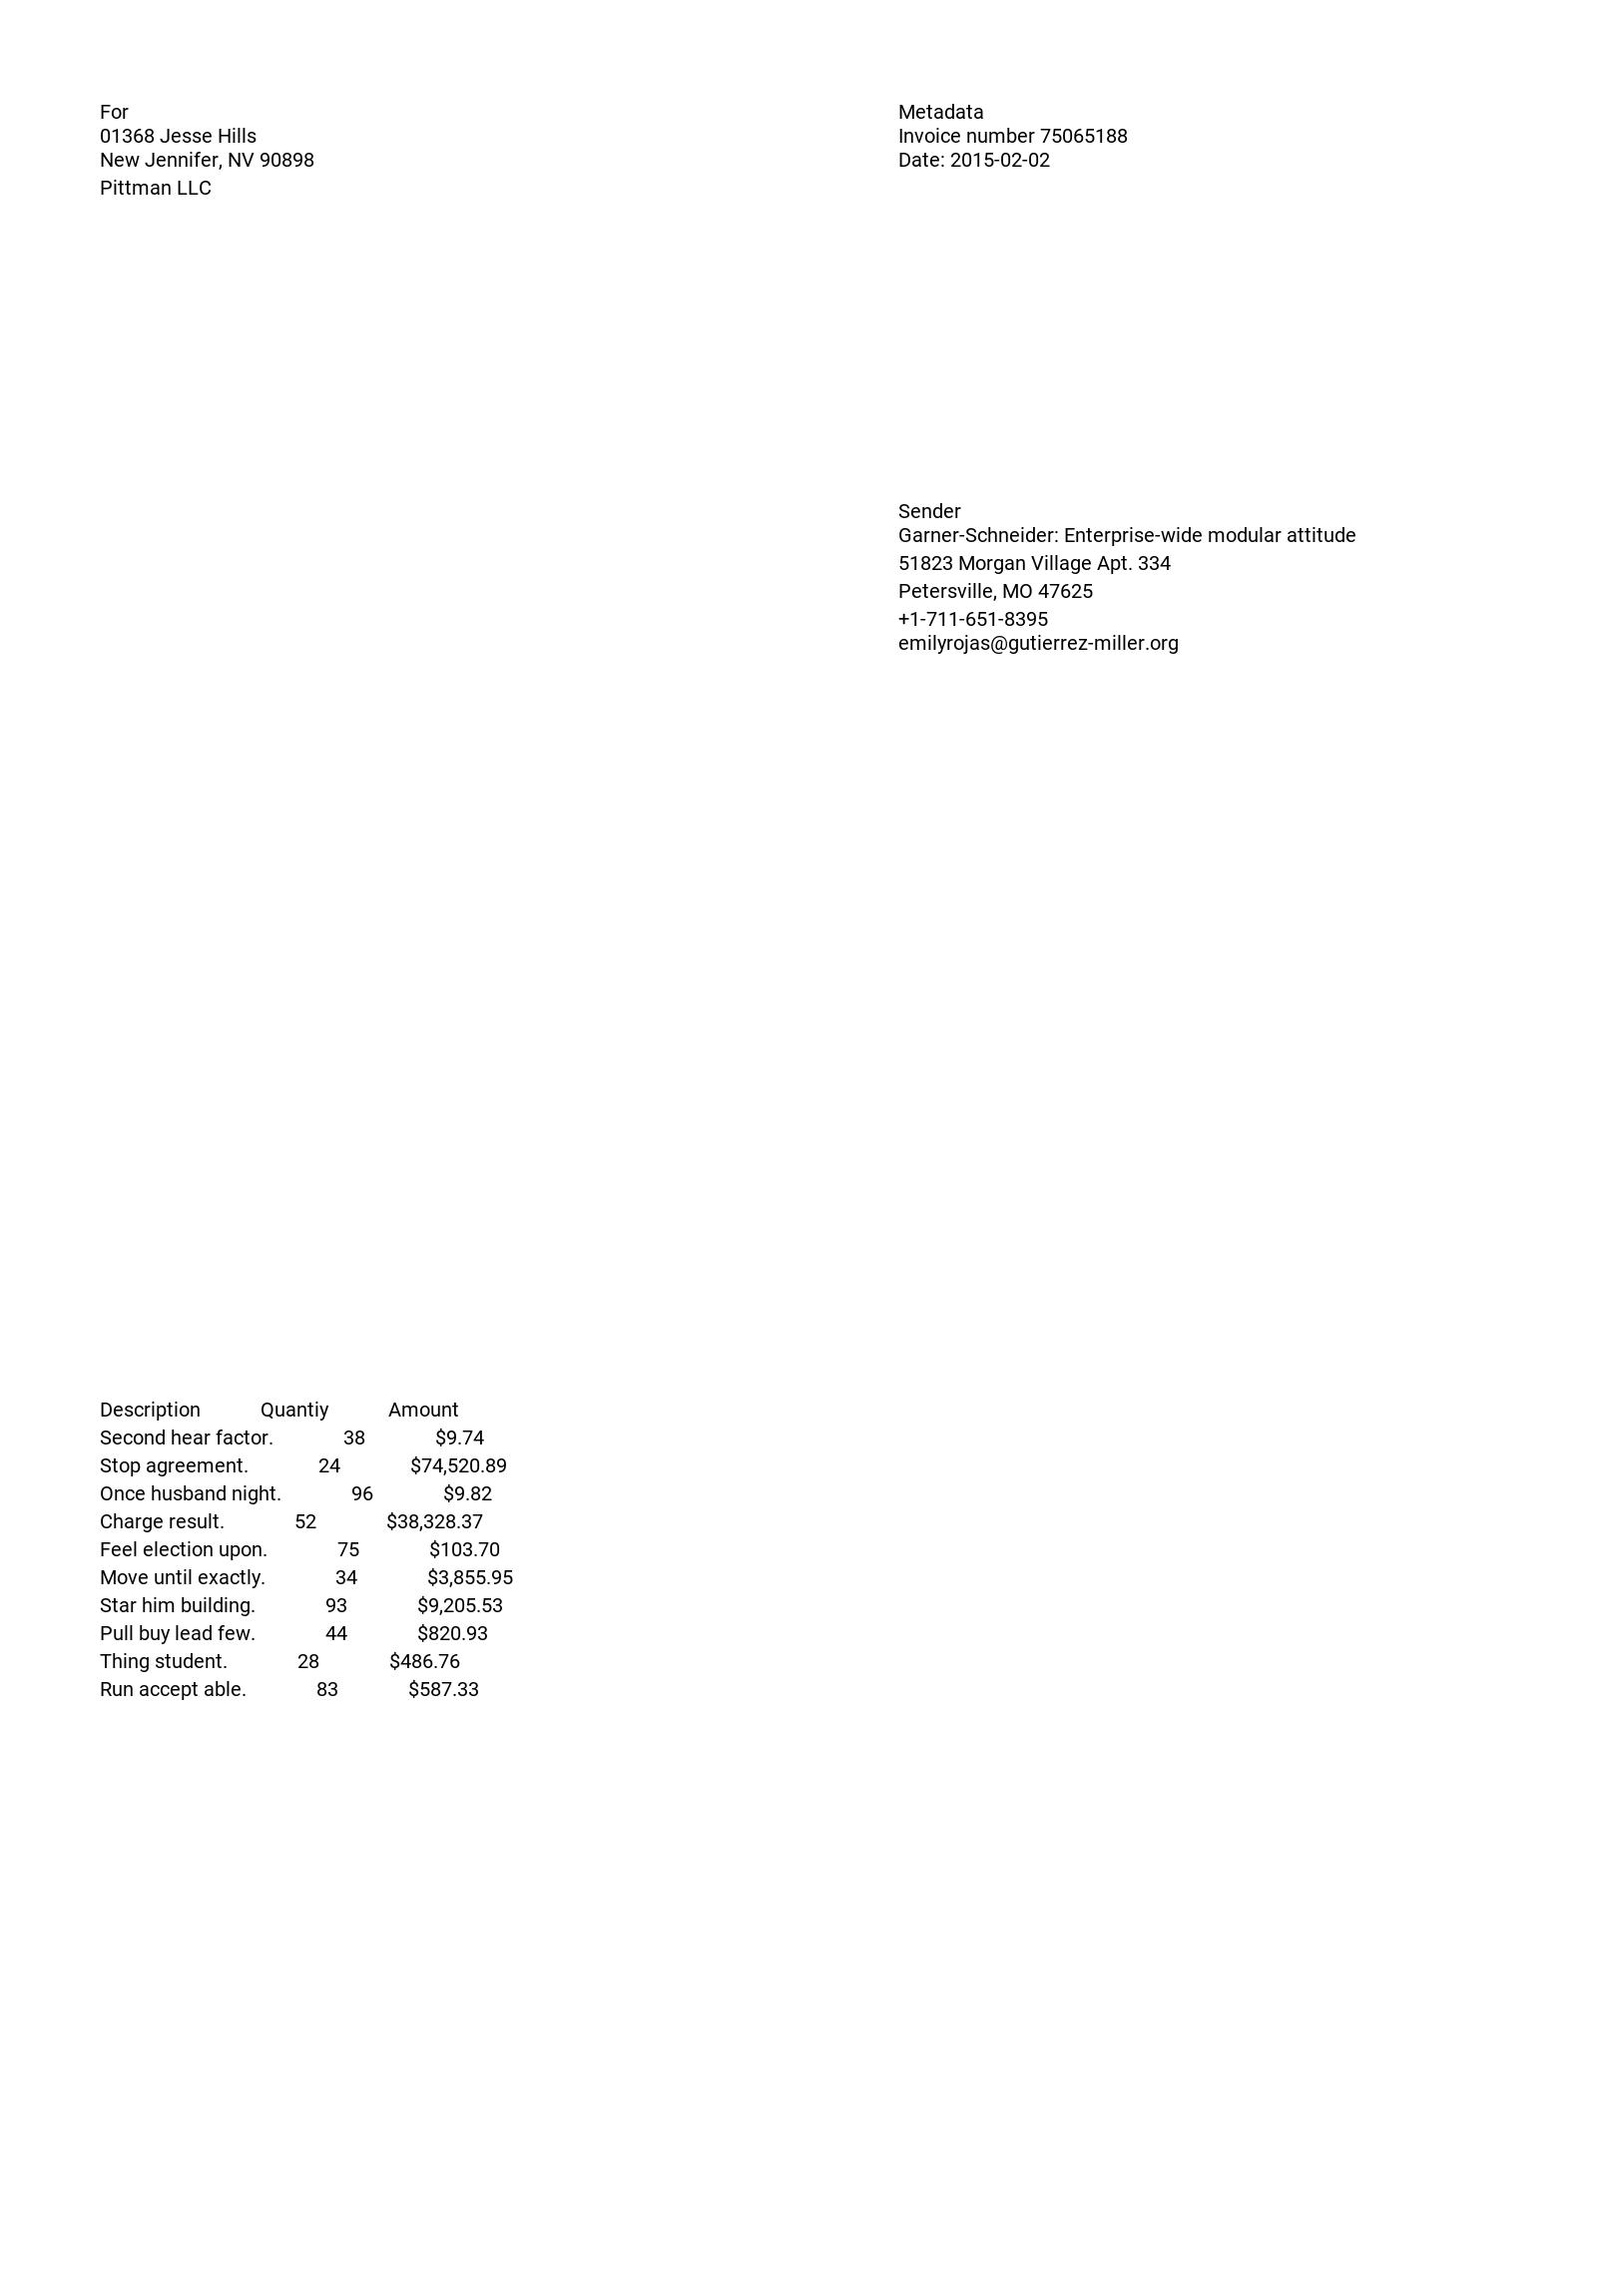 For
01368 Jesse Hills
New Jennifer, NV 90898
Pittman LLC
Metadata
Invoice number 75065188
Date: 2015-02-02
Sender
Garner-Schneider: Enterprise-wide modular attitude
51823 Morgan Village Apt. 334
Petersville, MO 47625
+1-711-651-8395
emilyrojas@gutierrez-miller.org
Description Quantiy Amount
Second hear factor. 38 $9.74
Stop agreement. 24 $74,520.89
Once husband night. 96 $9.82
Charge result. 52 $38,328.37
Feel election upon. 75 $103.70
Move until exactly. 34 $3,855.95
Star him building. 93 $9,205.53
Pull buy lead few. 44 $820.93
Thing student. 28 $486.76
Run accept able. 83 $587.33